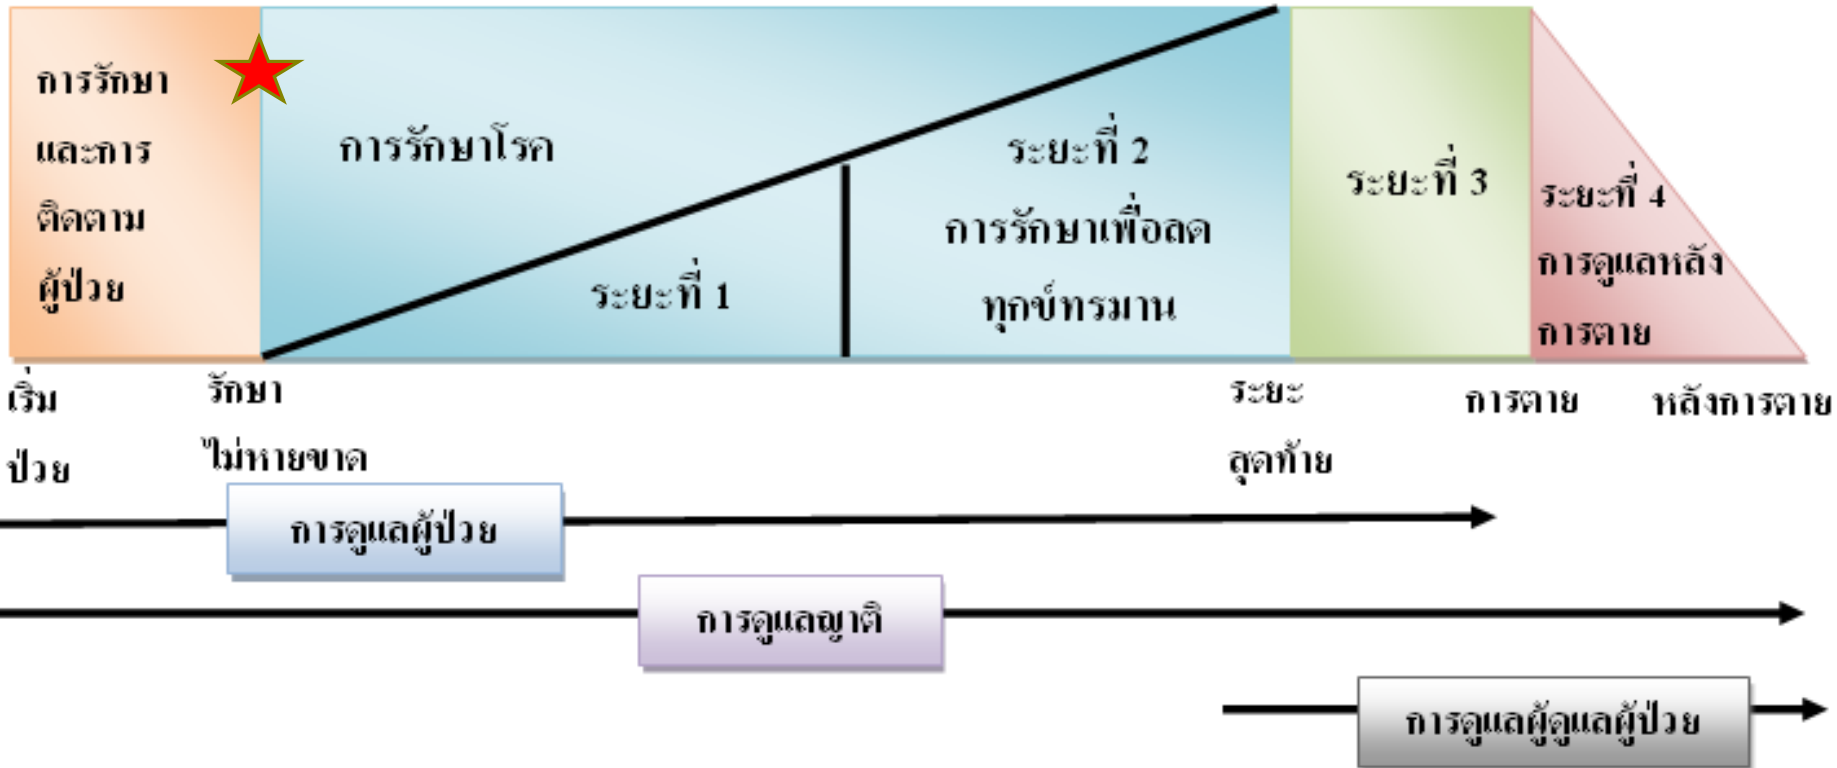 การรักษา
และการ
ติดตาม
ผู้ป่วย
การรักษาโรค
ระยะที่ 1
ระยะที่ 2
การรักษาเพื่อลด
ทุกข์ทรมาน
ระยะที่ 3
ระยะที่ 4
การดูแลหลัง
การตาย
เริ่ม
ป่วย
รักษา
ไม่หายขาด
ระยะ
สุดท้าย
การตาย
หลังการตาย
การดูแลผู้ป่วย
การดูแลญาติ
การดูแลผู้ดูแลผู้ป่วย